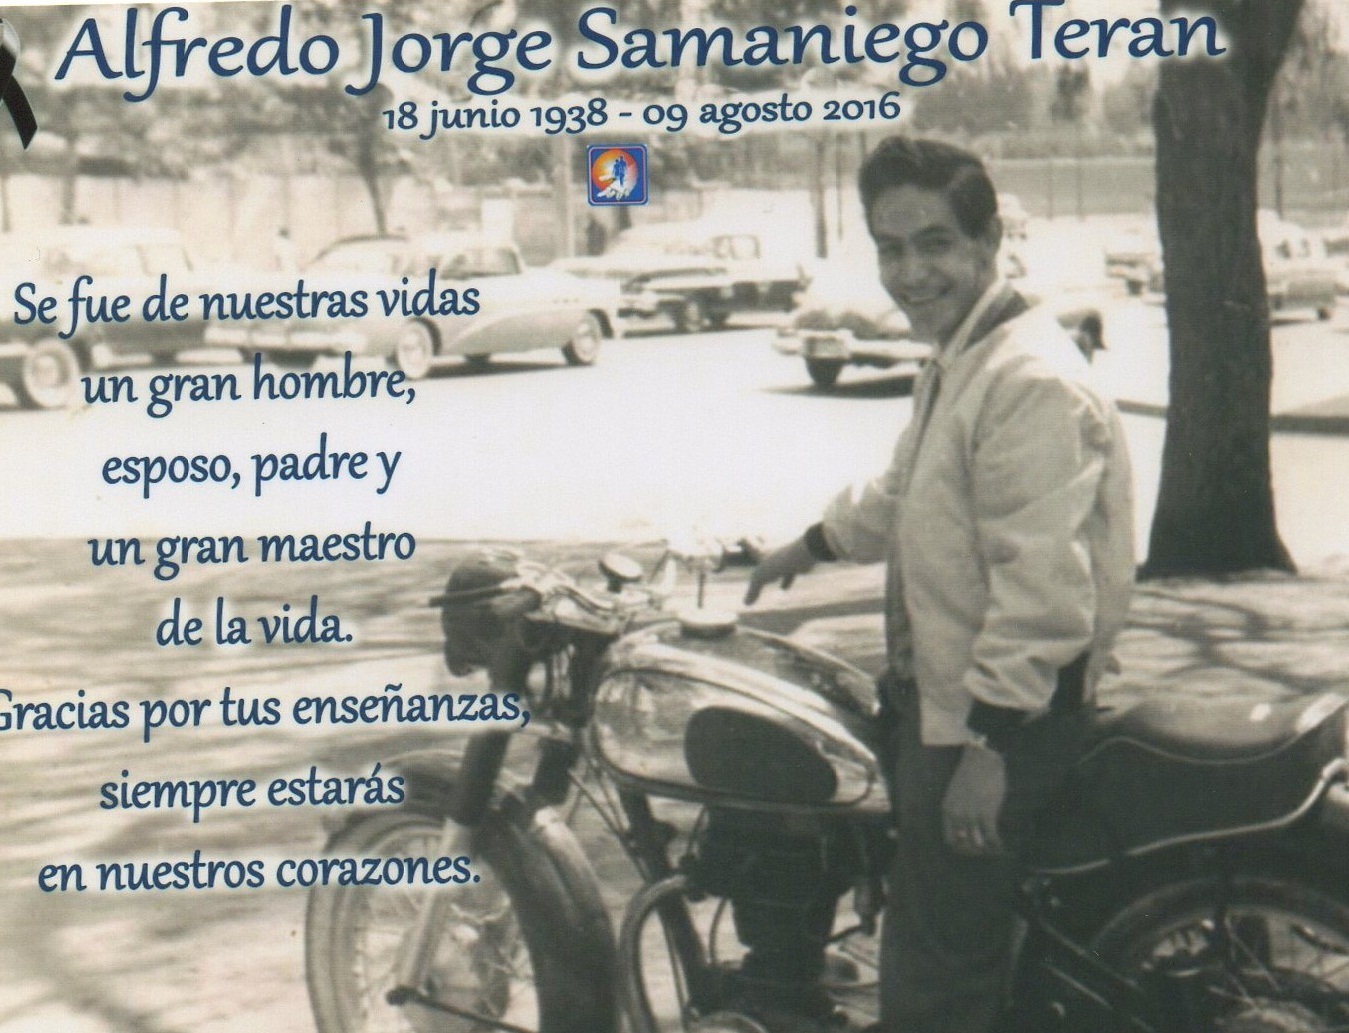 Alfredo Jorge Samaniego Teran
18 junio 1938 - 09 agosto 2016
Se fue de nuestras vidas
un gran hombre,
esposo, padre y
un gran maestro
de la vida.
Gracias por tus enseñanzas,
siempre estarás
en nuestros corazones.